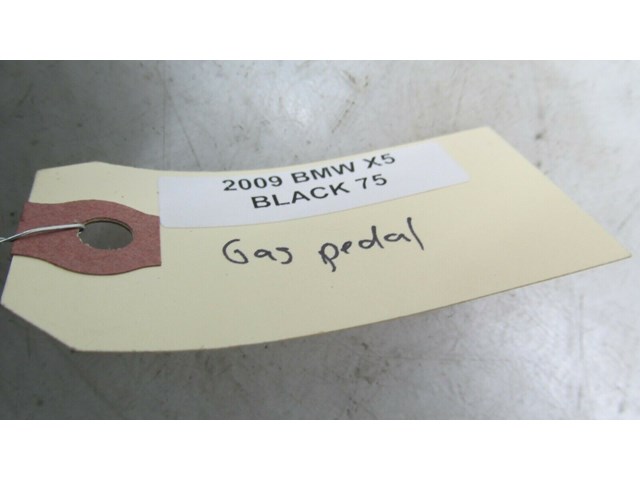 2009 BMW X5
BLACK 75
Gas pedal